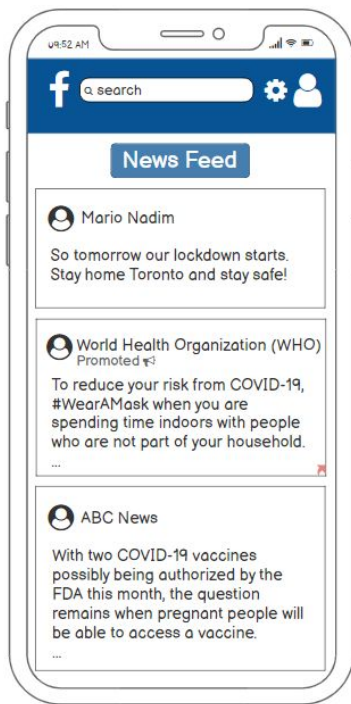 09:52 AM
f
search
News Feed
Mario Nadim
So tomorrow our lockdown starts.
Stay home Toronto and stay safe!
World Health Organization (WHO)
Promoted
To reduce your risk from COVID-19,
#WearAMask when you are
spending time indoors with people
who are not part of your household.
...
ABC News
With two COVID-19 vaccines
possibly being authorized by the
FDA this month, the question
remains when pregnant people will
be able to access a vaccine.
...